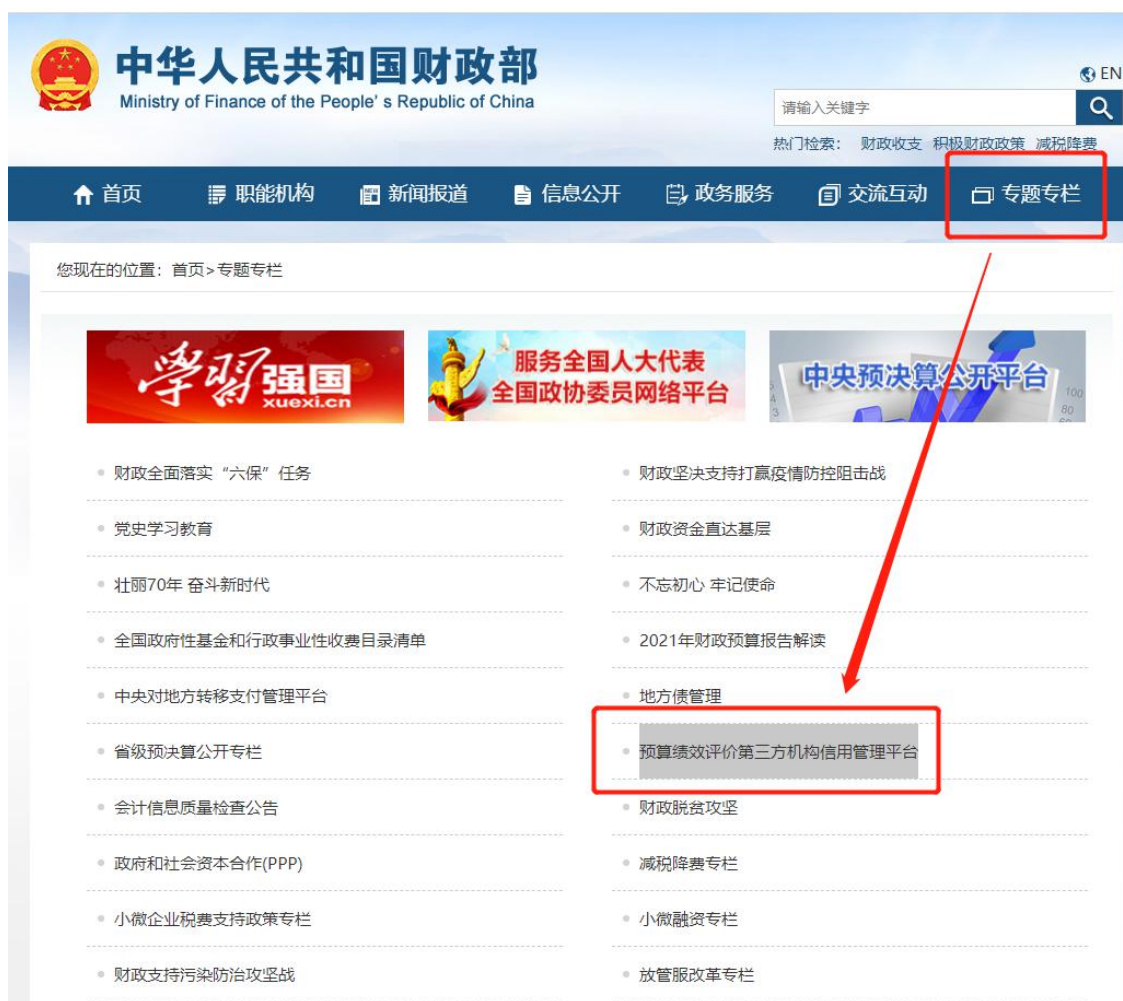 中华人民共和国财政部
Ministry of Finance of the People's Republic of China
EN
请输入关键字
热门检索： 财政收支 积极财政政策 减税降费
首页 职能机构 新闻报道 信息公开 政务服务 交流互动 专题专栏
您现在的位置：首页>专题专栏
学习强国
xuexi.cn
服务全国人大代表
全国政协委员网络平台
中央预决算公开平台
财政全面落实“六保”任务
财政坚决支持打赢疫情防控阻击战
党史学习教育
财政资金直达基层
壮丽70年 奋斗新时代
不忘初心 牢记使命
全国政府性基金和行政事业性收费目录清单
2021年财政预算报告解读
中央对地方转移支付管理平台
地方债管理
省级预决算公开专栏
预算绩效评价第三方机构信用管理平台
会计信息质量检查公告
财政脱贫攻坚
政府和社会资本合作(PPP)
减税降费专栏
小微企业税费支持政策专栏
小微融资专栏
财政支持污染防治攻坚战
放管服改革专栏